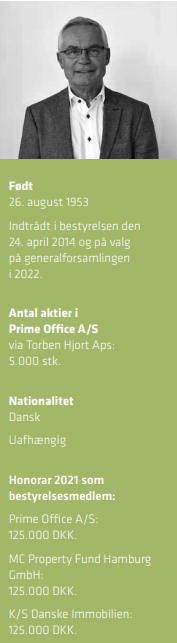 Født
26. august 1953
Indtrådt i bestyrelsen den
24. april 2014 og på valg
på generalforsamlingen
i 2022.
Antal aktier i
Prime Office A/S
via Torben Hjort Aps:
5.000 stk.
Nationalitet
Dansk
Uafhængig
Honorar 2021 som
bestyrelsesmedlem:
Prime Office A/S:
125.000 DKK.
MC Property Fund Hamburg
GmbH:
125.000 DKK.
K/S Danske Immobilien:
125.000 DKK.